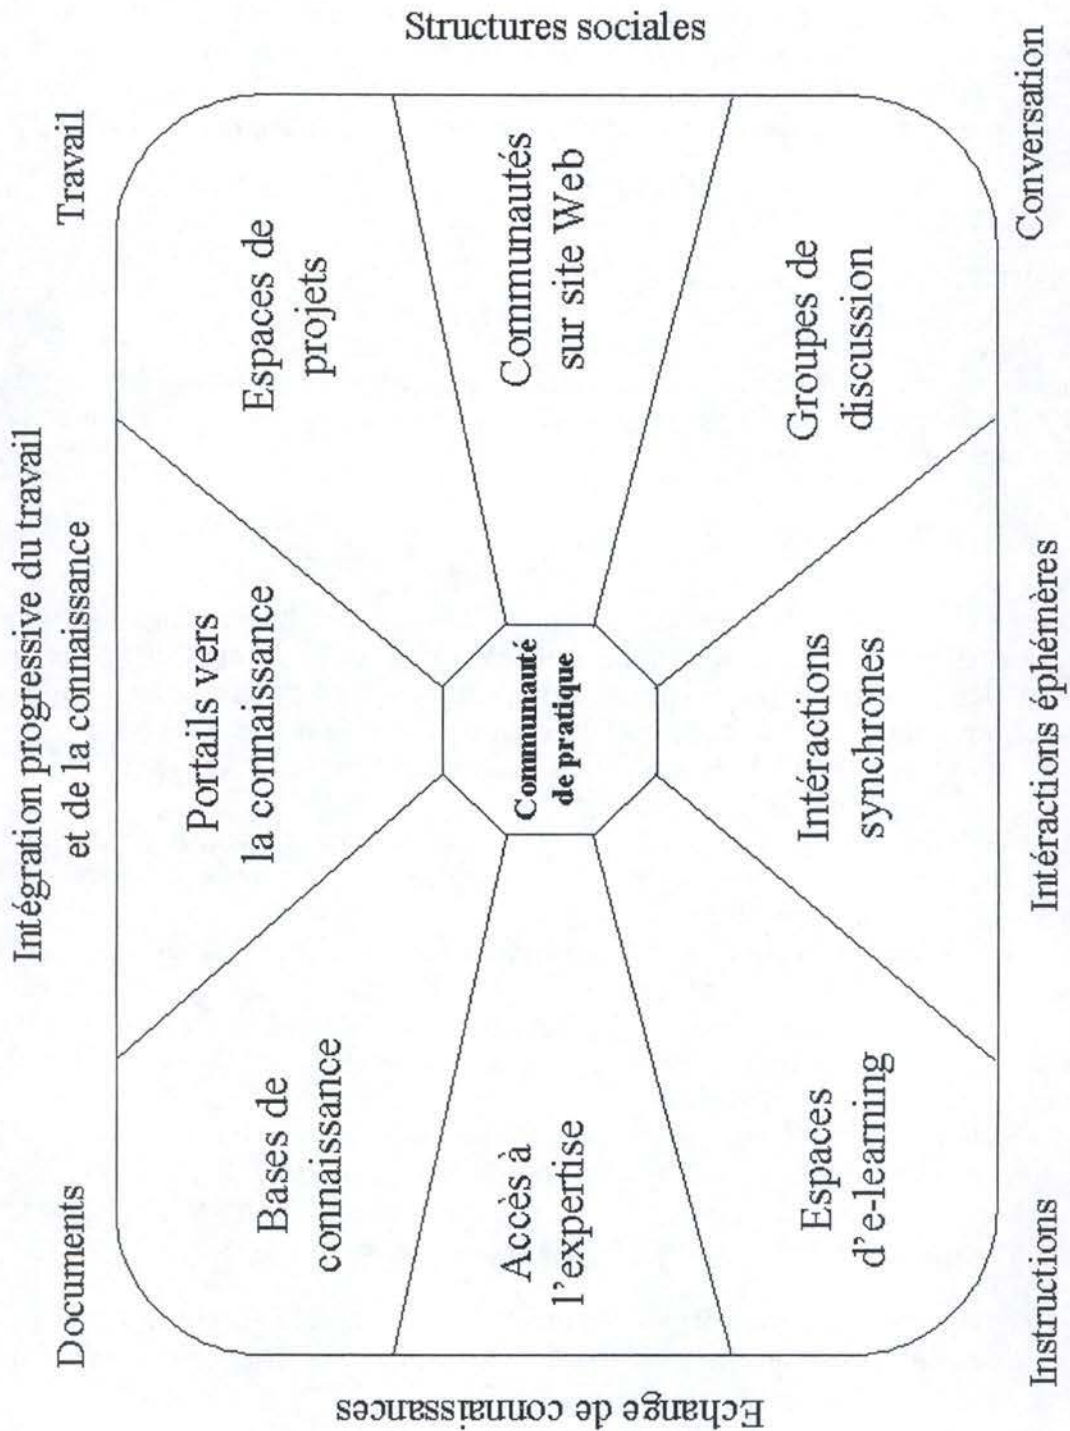 Intégration progressive du travail
et de la connaissance
Documents
Travail
Bases de
connaissance
Portails vers
la connaissance
Espaces de
projets
Echange de connaissances
Accès à
l'expertise
Communauté
de pratique
Communautés
sur site Web
Structures sociales
Espaces
d'e-learning
Intéractions
synchrones
Groupes de
discussion
Instructions
Intéractions éphémères
Conversation